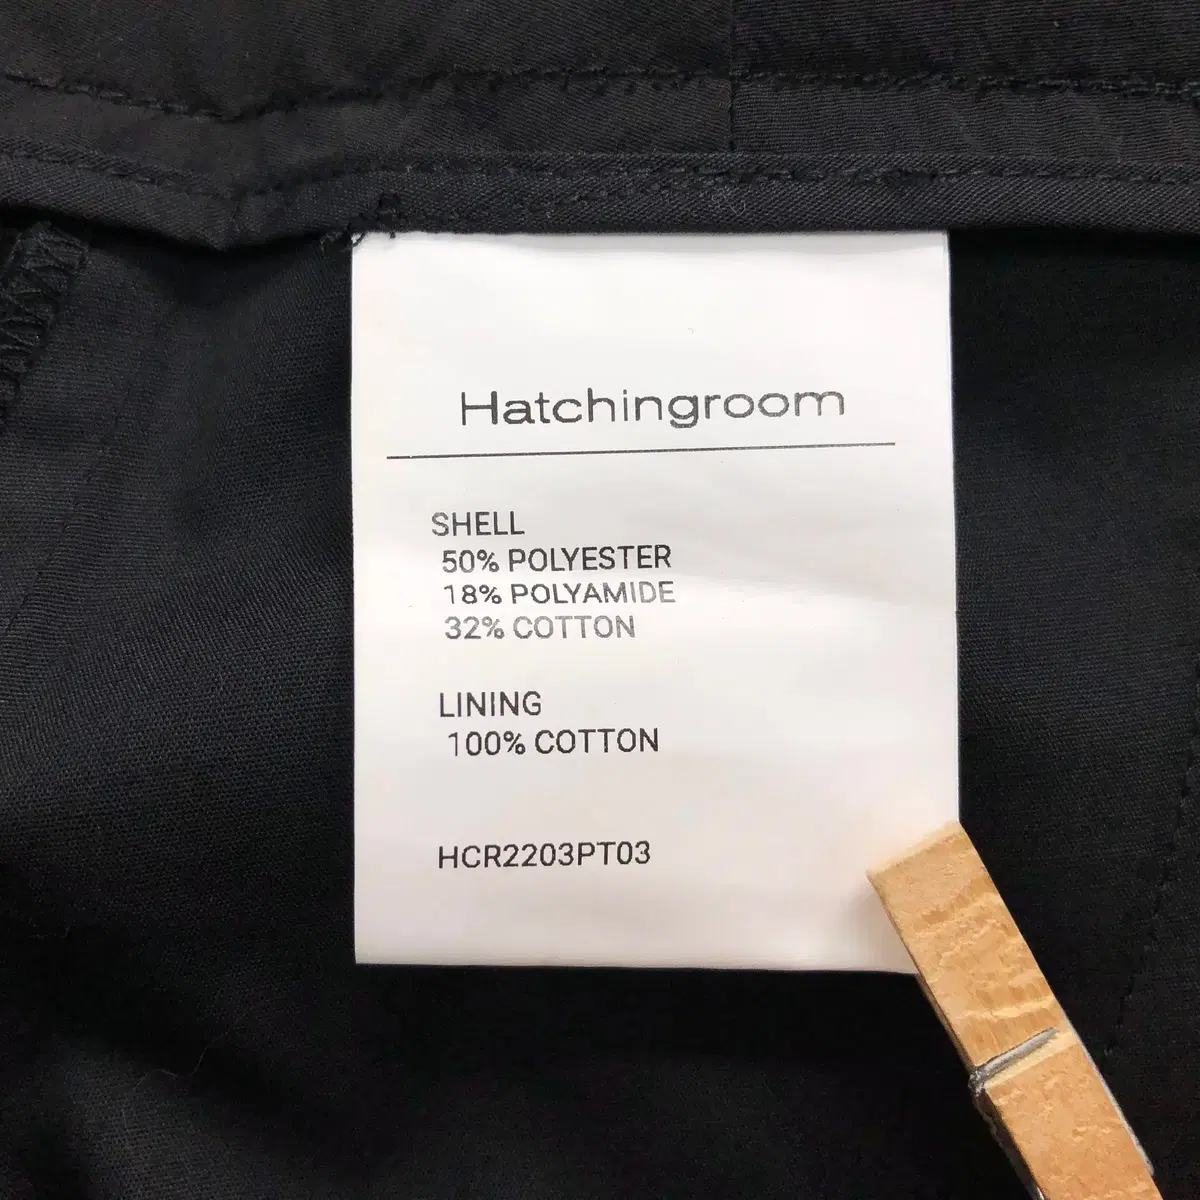 Hatchingroom
SHELL
50% POLYESTER
18% POLYAMIDE
32% COTTON
LINING
100% COTTON
HCR2203PT03